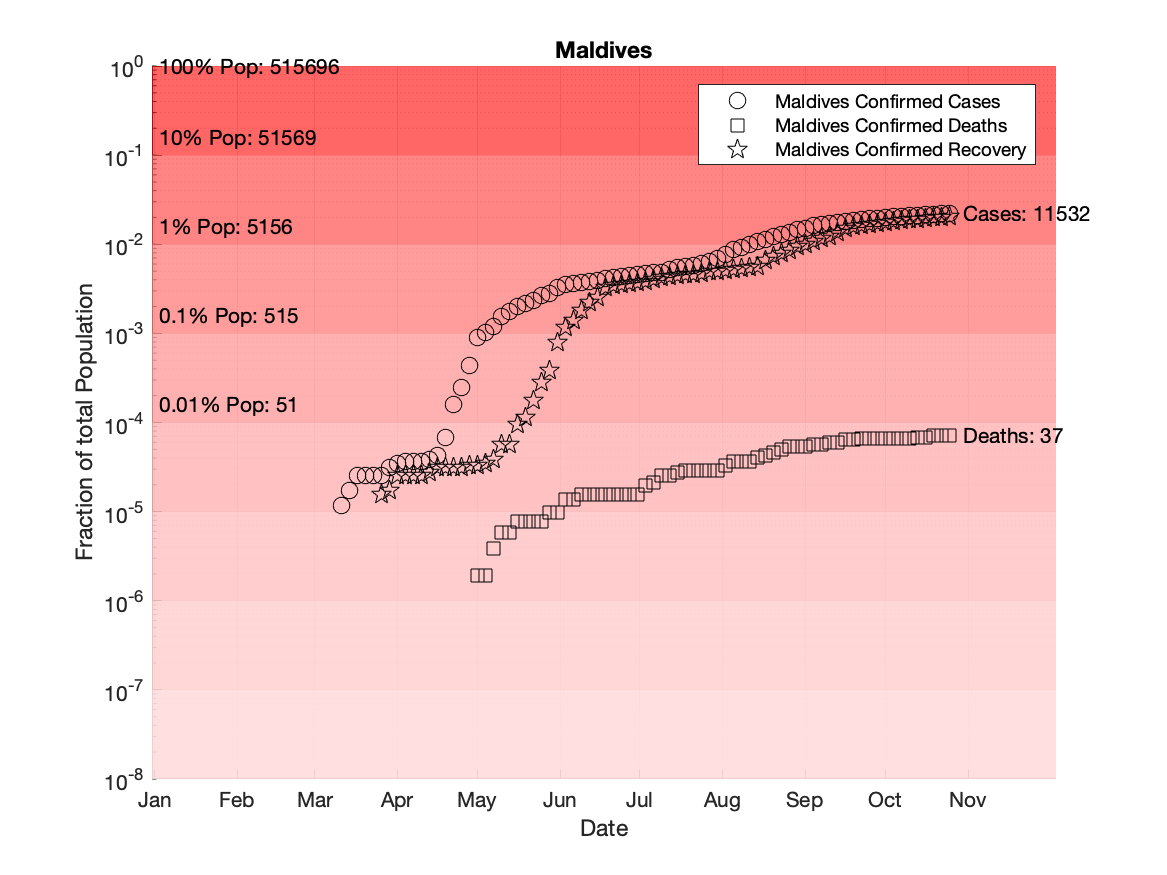 Maldives
10^0
100% Pop: 515696
Maldives Confirmed Cases
Maldives Confirmed Deaths
Maldives Confirmed Recovery
10% Pop: 51569
10^-1
1% Pop: 5156
Cases: 11532
10^-2
0.1% Pop: 515
10^-3
0.01% Pop: 51
10^-4
Deaths: 37
10^-5
10^-6
10^-7
10^-8
Fraction of total Population
Jan Feb Mar Apr May Jun Jul Aug Sep Oct Nov
Date